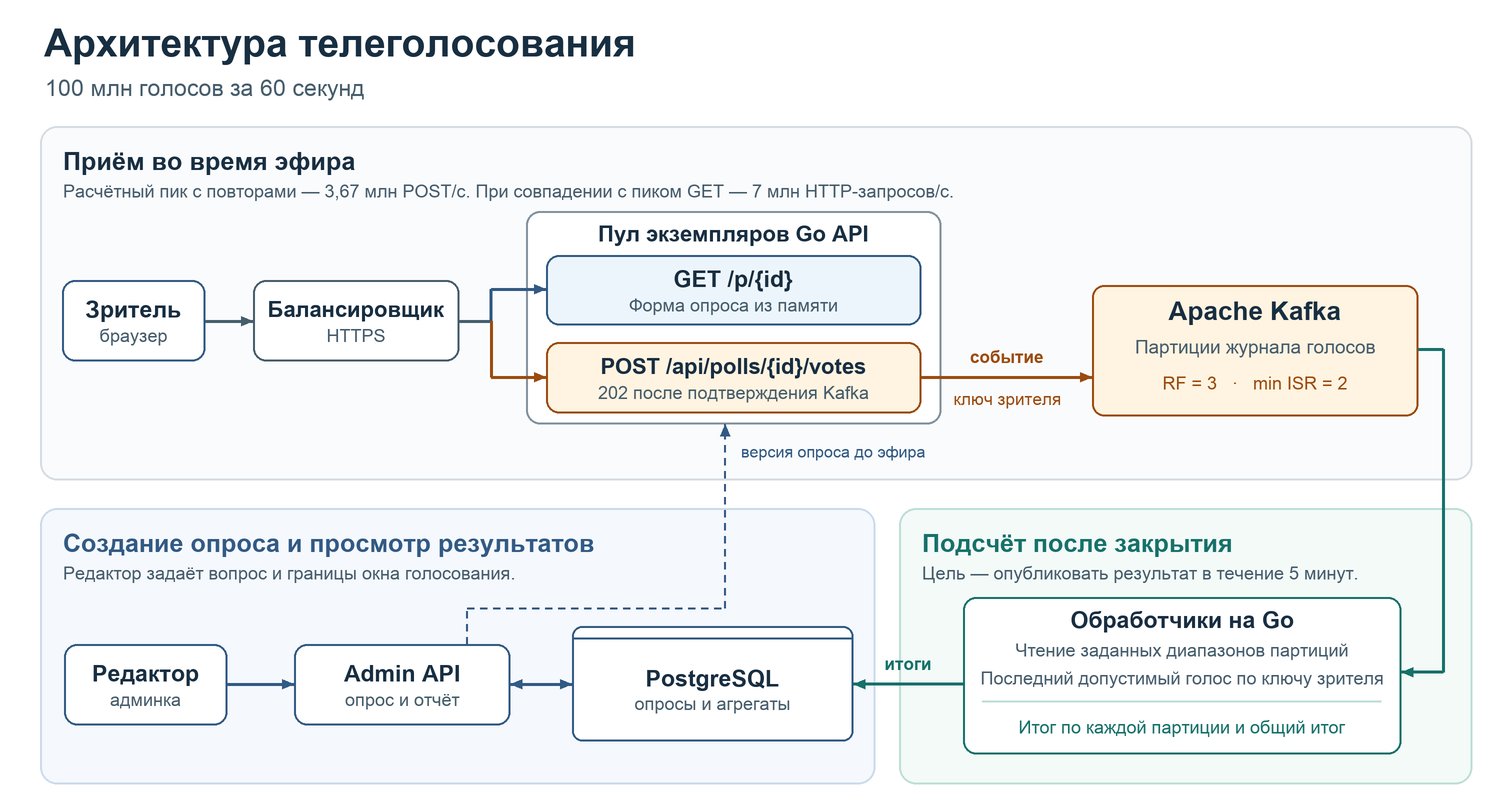 Архитектура телеголосования
100 млн голосов за 60 секунд
Приём во время эфира
Расчётный пик с повторами — 3,67 млн POST/с. При совпадении с пиком GET — 7 млн HTTP-запросов/с.
Пул экземпляров Go API
Зритель
браузер
Балансировщик
HTTPS
GET /p/{id}
Форма опроса из памяти
POST /api/polls/{id}/votes
202 после подтверждения Kafka
событие
ключ зрителя
Apache Kafka
Партиции журнала голосов
RF = 3 · min ISR = 2
версия опроса до эфира
Создание опроса и просмотр результатов
Редактор задаёт вопрос и границы окна голосования.
Редактор
админка
Admin API
опрос и отчёт
PostgreSQL
опросы и агрегаты
итоги
Подсчёт после закрытия
Цель — опубликовать результат в течение 5 минут.
Обработчики на Go
Чтение заданных диапазонов партиций
Последний допустимый голос по ключу зрителя
Итог по каждой партиции и общий итог